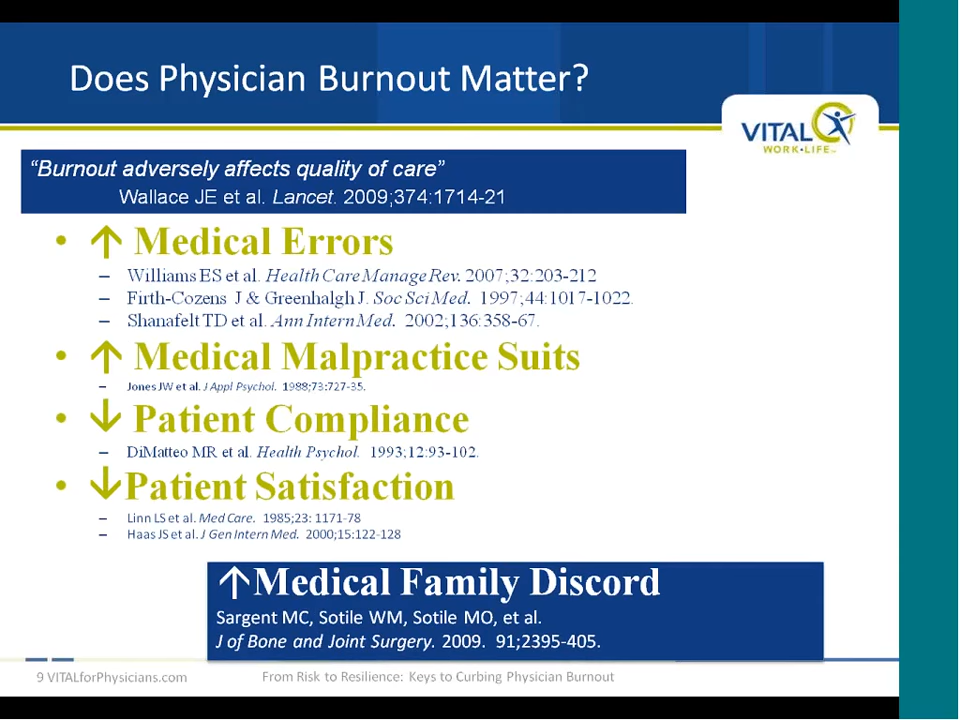 Does Physician Burnout Matter?
VITAL
WORK•LIFE™
“Burnout adversely affects quality of care”
Wallace JE et al. Lancet. 2009;374:1714-21
• ↑ Medical Errors
– Williams ES et al. Health Care Manage Rev. 2007;32:203-212
– Firth-Cozens J & Greenhalgh J. Soc Sci Med. 1997;44:1017-1022.
– Shanafelt TD et al. Ann Intern Med. 2002;136:358-67.
• ↑ Medical Malpractice Suits
– Jones JW et al. J Appl Psychol. 1988;73:727-35.
• ↓ Patient Compliance
– DiMatteo MR et al. Health Psychol. 1993;12:93-102.
• ↓Patient Satisfaction
– Linn LS et al. Med Care. 1985;23: 1171-78
– Haas JS et al. J Gen Intern Med. 2000;15:122-128
↑Medical Family Discord
Sargent MC, Sotile WM, Sotile MO, et al.
J of Bone and Joint Surgery. 2009. 91;2395-405.
9 VITALforPhysicians.com
From Risk to Resilience: Keys to Curbing Physician Burnout